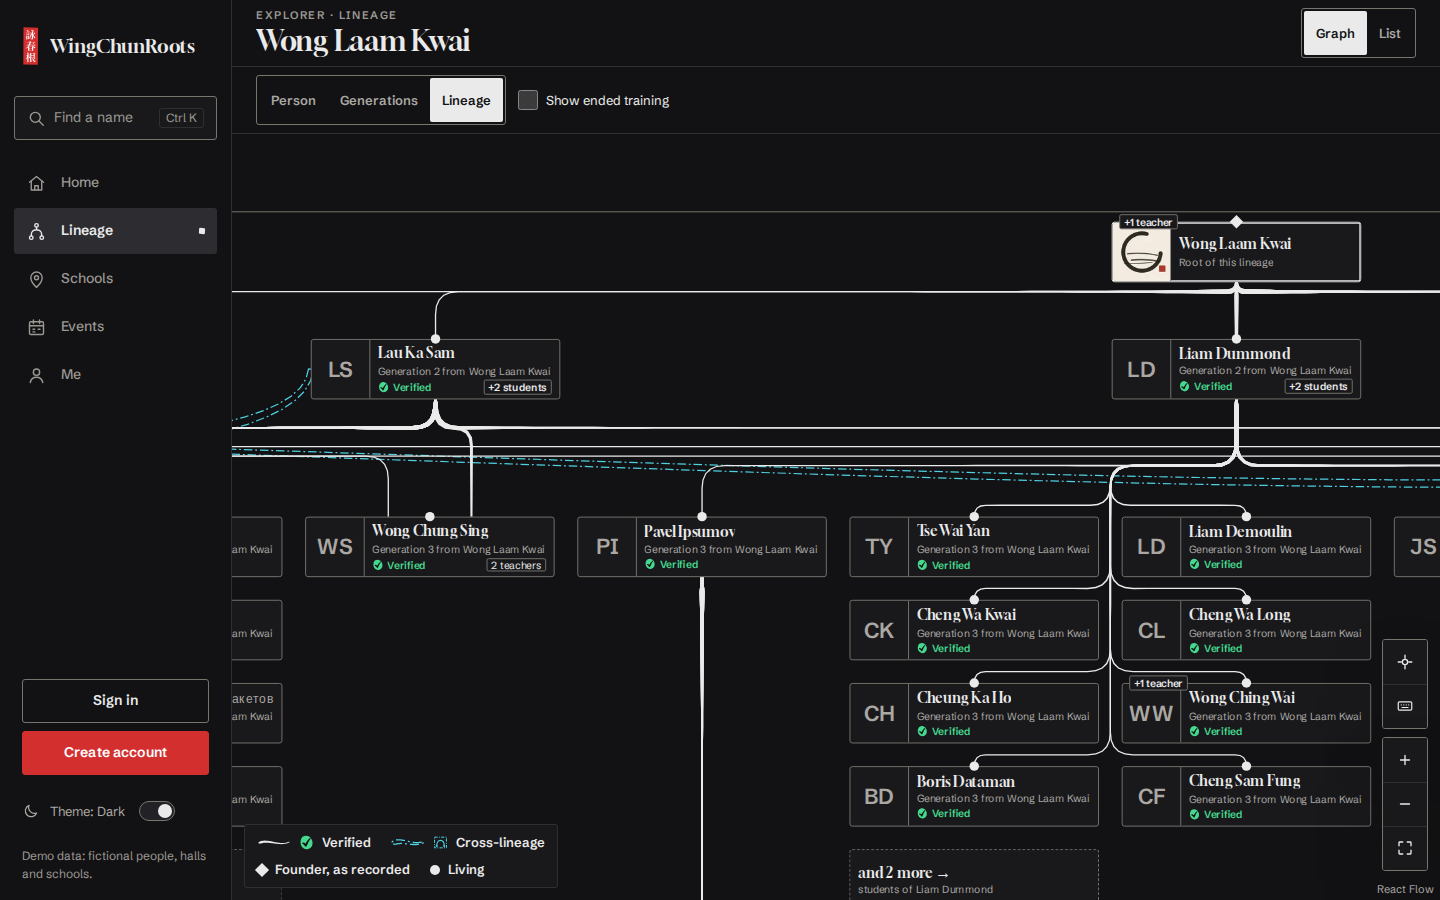 詠春根
WingChunRoots
Find a name
Ctrl K
Home
Lineage
Schools
Events
Me
Sign in
Create account
Theme: Dark
Demo data: fictional people, halls
and schools.
EXPLORER · LINEAGE
Wong Laam Kwai
Graph
List
Person
Generations
Lineage
Show ended training
+1 teacher
Wong Laam Kwai
Root of this lineage
LS
Lau Ka Sam
Generation 2 from Wong Laam Kwai
Verified
+2 students
LD
Liam Dummond
Generation 2 from Wong Laam Kwai
Verified
+2 students
am Kwai
WS
Wong Chung Sing
Generation 3 from Wong Laam Kwai
Verified
2 teachers
PI
Pavel Ipsumov
Generation 3 from Wong Laam Kwai
Verified
TY
Tse Wai Yan
Generation 3 from Wong Laam Kwai
Verified
LD
Liam Demoulin
Generation 3 from Wong Laam Kwai
Verified
JS
am Kwai
CK
Cheng Wa Kwai
Generation 3 from Wong Laam Kwai
Verified
CL
Cheng Wa Long
Generation 3 from Wong Laam Kwai
Verified
акетов
am Kwai
CH
Cheung Ka Ho
Generation 3 from Wong Laam Kwai
Verified
+1 teacher
WW
Wong Ching Wai
Generation 3 from Wong Laam Kwai
Verified
am Kwai
BD
Boris Dataman
Generation 3 from Wong Laam Kwai
Verified
CF
Cheng Sam Fung
Generation 3 from Wong Laam Kwai
Verified
and 2 more →
students of Liam Dummond
Verified
Cross-lineage
Founder, as recorded
Living
React Flow